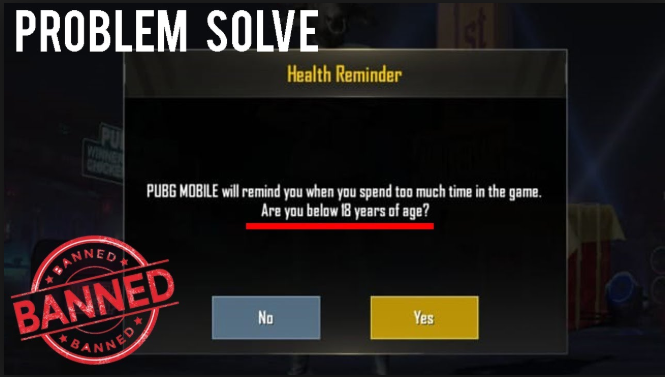 PROBLEM SOLVE
1st
Health Reminder
PUBG MOBILE will remind you when you spend too much time in the game.
Are you below 18 years of age?
No
Yes
BANNED
BANNED
BANNED